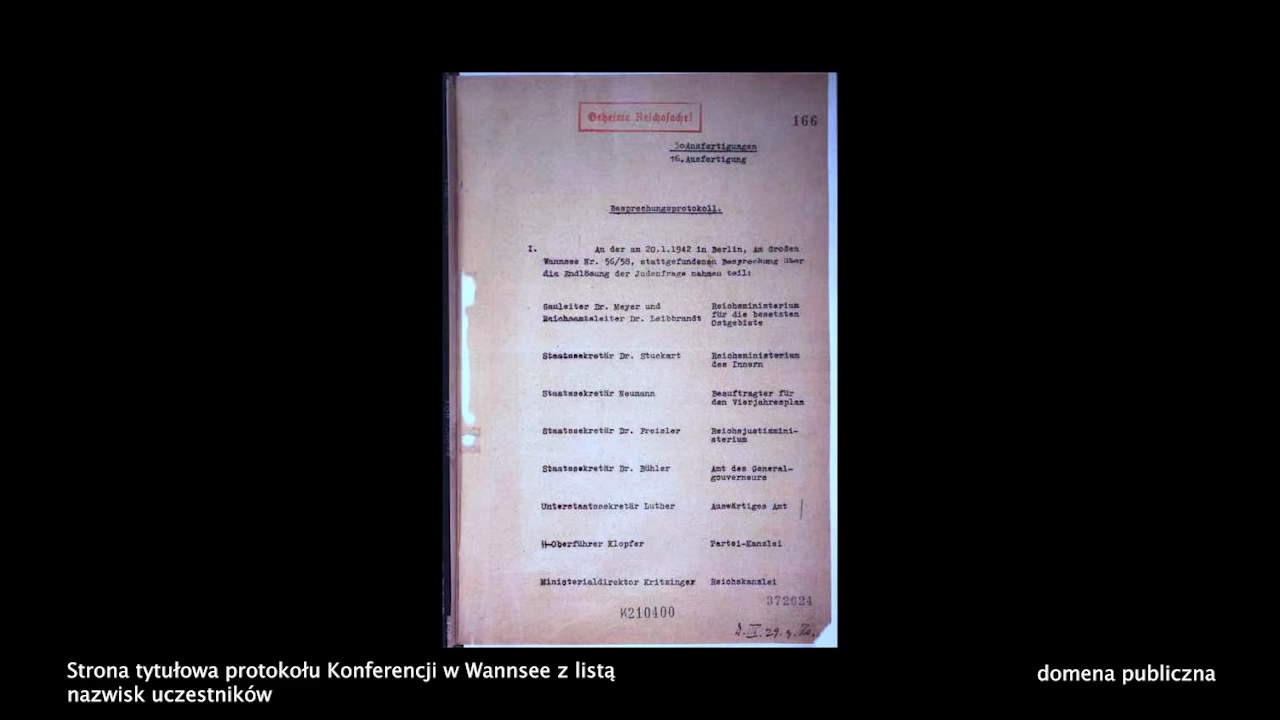 Geheime Reichssache!
166
30 Ausfertigungen
16. Ausfertigung
Besprechungsprotokoll.
I. An der am 20.1.1942 in Berlin, Am Großen
Wannsee Nr. 56/58, stattgefundenen Besprechung über
die Endlösung der Judenfrage nahmen teil:
Gauleiter Dr. Meyer und Reichsministerium
Reichsamtsleiter Dr. Leibbrandt für die besetzten
Ostgebiete
Staatssekretär Dr. Stuckart Reichsministerium
des Innern
Staatssekretär Neumann Beauftragter für
den Vierjahresplan
Staatssekretär Dr. Freisler Reichsjustizmini-
sterium
Staatssekretär Dr. Bühler Amt des General-
gouverneurs
Unterstaatssekretär Luther Auswärtiges Amt
SS-Oberführer Klopfer Partei-Kanzlei
Ministerialdirektor Kritzinger Reichskanzlei
372024
K210400
Strona tytułowa protokołu Konferencji w Wannsee z listą
nazwisk uczestników
domena publiczna